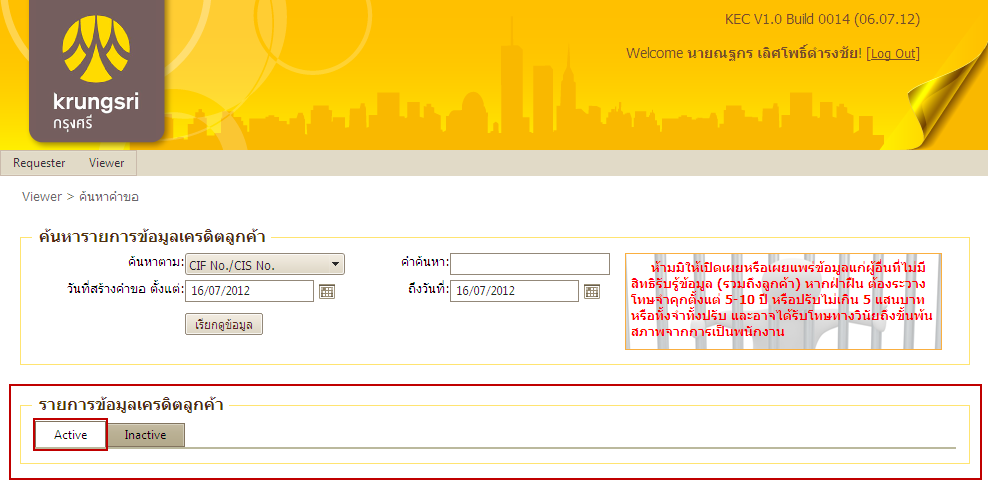 KEC V1.0 Build 0014 (06.07.12)
Welcome นายณฐกร เลิศโพธิ์ดำรงชัย! [Log Out]
krungsri
กรุงศรี
Requester Viewer
Viewer > ค้นหาคำขอ
ค้นหารายการข้อมูลเครดิตลูกค้า
ค้นหาตาม: CIF No./CIS No. คำค้นหา:
วันที่สร้างคำขอ ตั้งแต่: 16/07/2012 ถึงวันที่: 16/07/2012
เรียกดูข้อมูล
ห้ามมิให้เปิดเผยหรือเผยแพร่ข้อมูลแก่ผู้อื่นที่ไม่มี
สิทธิรับรู้ข้อมูล (รวมถึงลูกค้า) หากฝ่าฝืน ต้องระวาง
โทษจำคุกตั้งแต่ 5-10 ปี หรือปรับไม่เกิน 5 แสนบาท
หรือทั้งจำทั้งปรับ และอาจได้รับโทษทางวินัยถึงขั้นพ้น
สภาพจากการเป็นพนักงาน
รายการข้อมูลเครดิตลูกค้า
Active Inactive